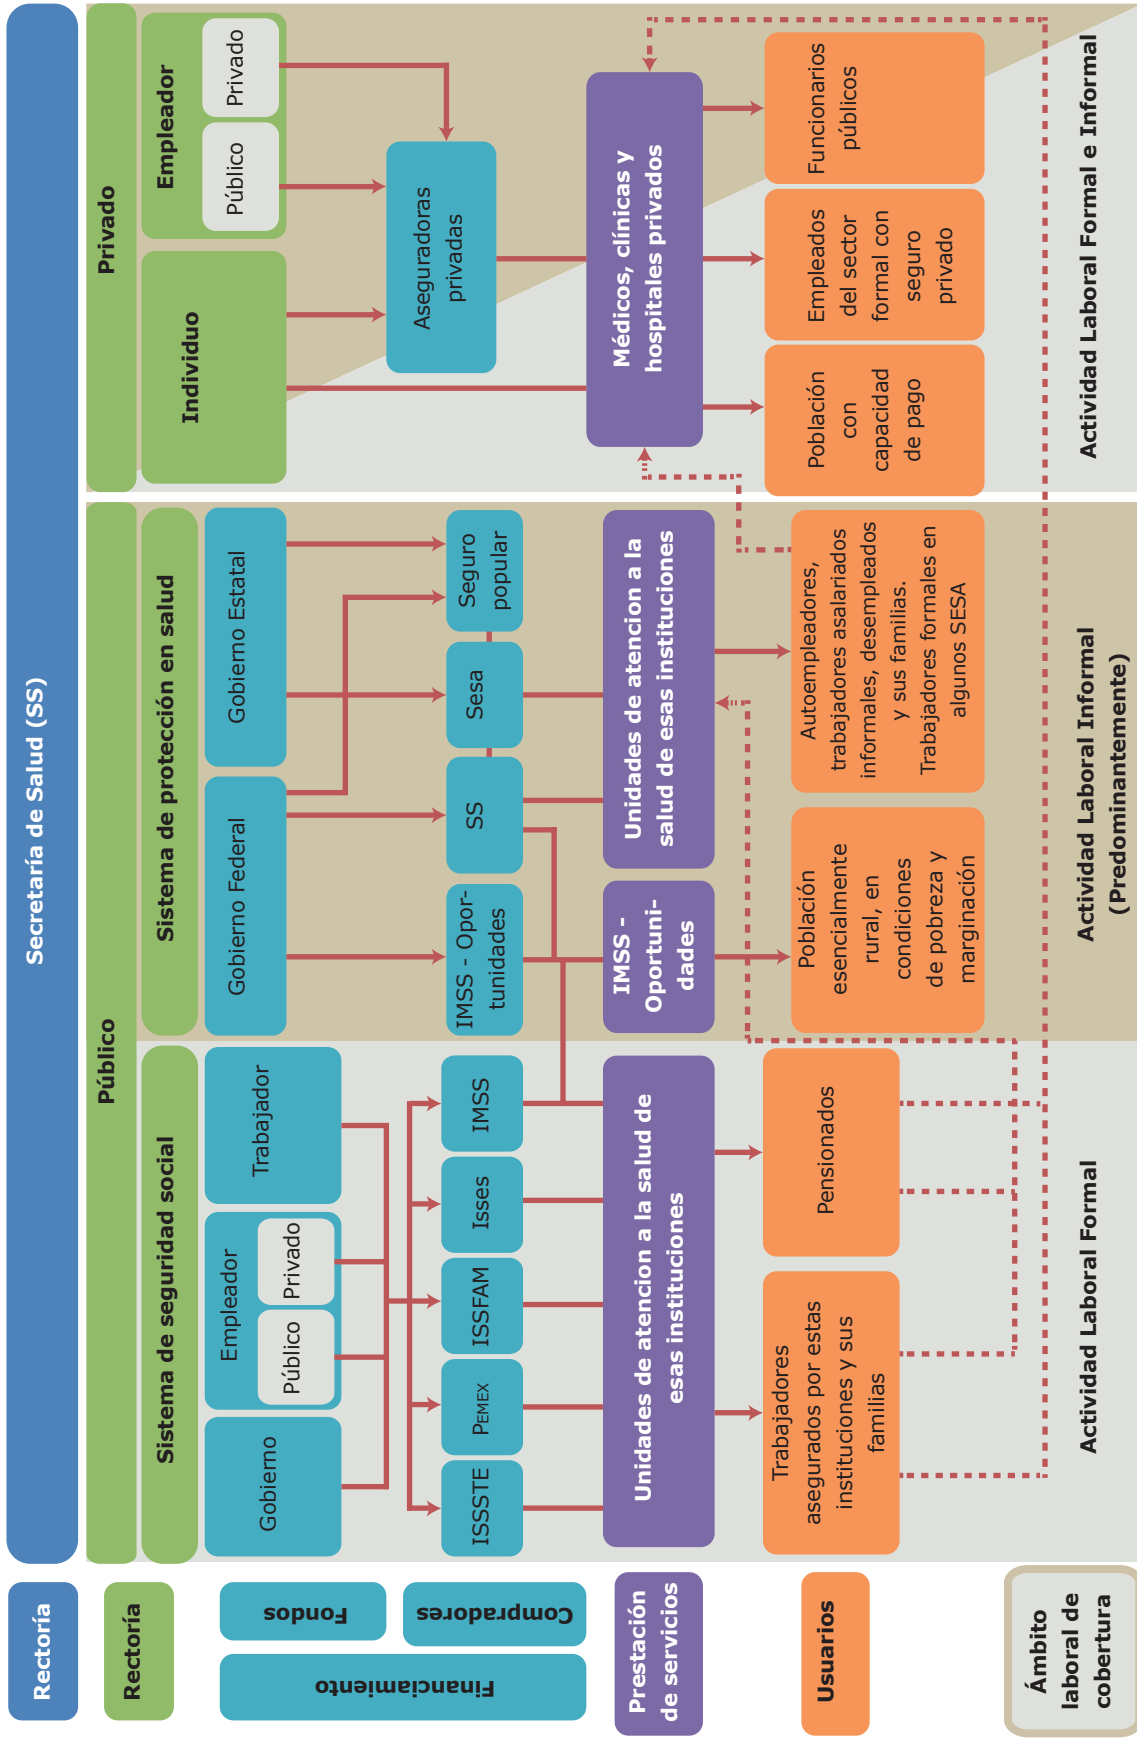 Secretaría de Salud (SS)
Rectoría
Rectoría
Público
Privado
Sistema de seguridad social
Sistema de protección en salud
Individuo
Empleador
Público
Privado
Financiamiento
Fondos
Compradores
Gobierno
Empleador
Público
Privado
Trabajador
Gobierno Federal
Gobierno Estatal
ISSSTE
PEMEX
ISSFAM
Isses
IMSS
IMSS - Opor-
tunidades
SS
Sesa
Seguro
popular
Aseguradoras
privadas
Prestación
de servicios
Unidades de atencion a la salud de
esas instituciones
IMSS -
Oportuni-
dades
Unidades de atencion a la
salud de esas instituciones
Médicos, clínicas y
hospitales privados
Usuarios
Trabajadores
asegurados por estas
instituciones y sus
familias
Pensionados
Población
esencialmente
rural, en
condiciones
de pobreza y
marginación
Autoempleadores,
trabajadores asalariados
informales, desempleados
y sus familias.
Trabajadores formales en
algunos SESA
Población
con
capacidad
de pago
Empleados
del sector
formal con
seguro
privado
Funcionarios
públicos
Ámbito
laboral de
cobertura
Actividad Laboral Formal
Actividad Laboral Informal
(Predominantemente)
Actividad Laboral Formal e Informal